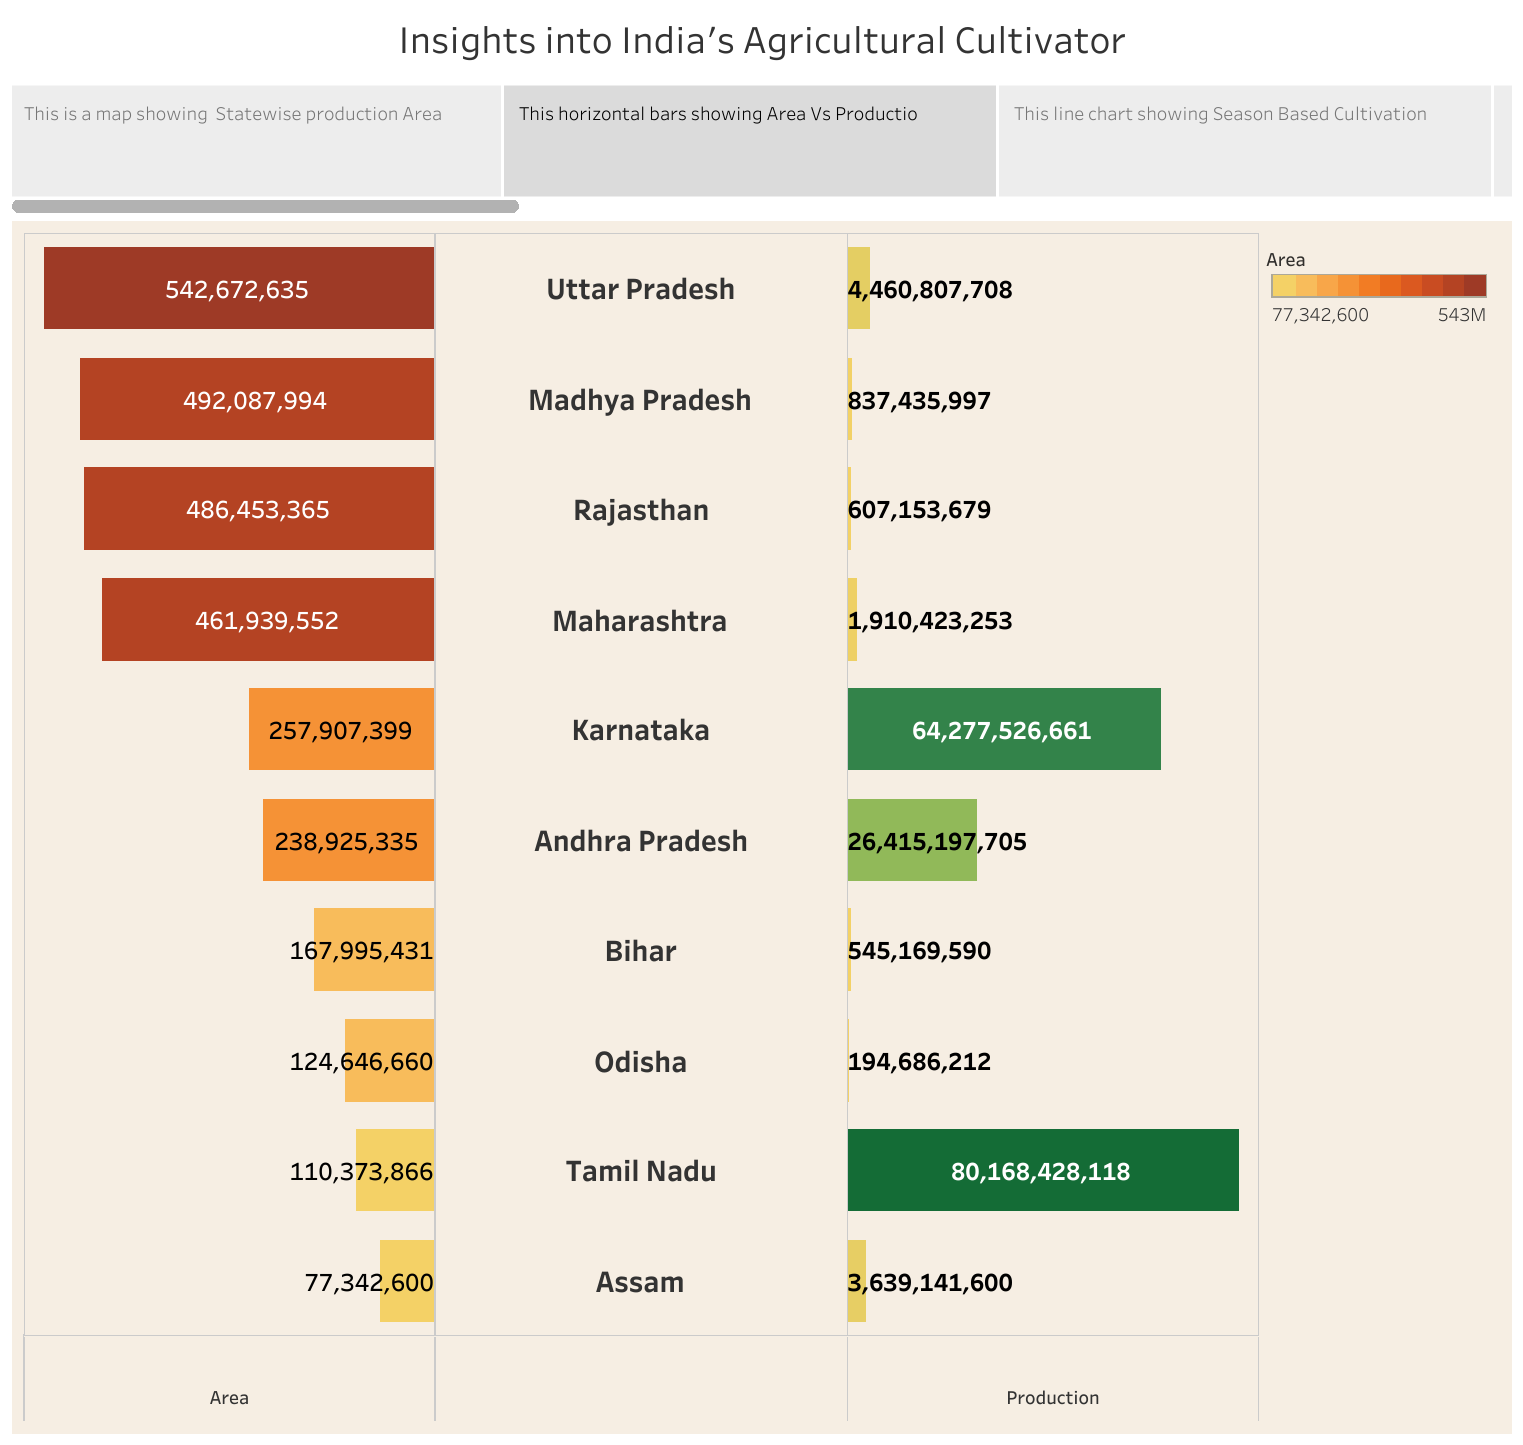 Insights into India’s Agricultural Cultivator
This is a map showing  Statewise production Area
This horizontal bars showing Area Vs Productio
This line chart showing Season Based Cultivation
Area
77,342,600 543M
542,672,635 Uttar Pradesh 4,460,807,708
492,087,994 Madhya Pradesh 837,435,997
486,453,365 Rajasthan 607,153,679
461,939,552 Maharashtra 1,910,423,253
257,907,399 Karnataka 64,277,526,661
238,925,335 Andhra Pradesh 26,415,197,705
167,995,431 Bihar 545,169,590
124,646,660 Odisha 194,686,212
110,373,866 Tamil Nadu 80,168,428,118
77,342,600 Assam 3,639,141,600
Area Production